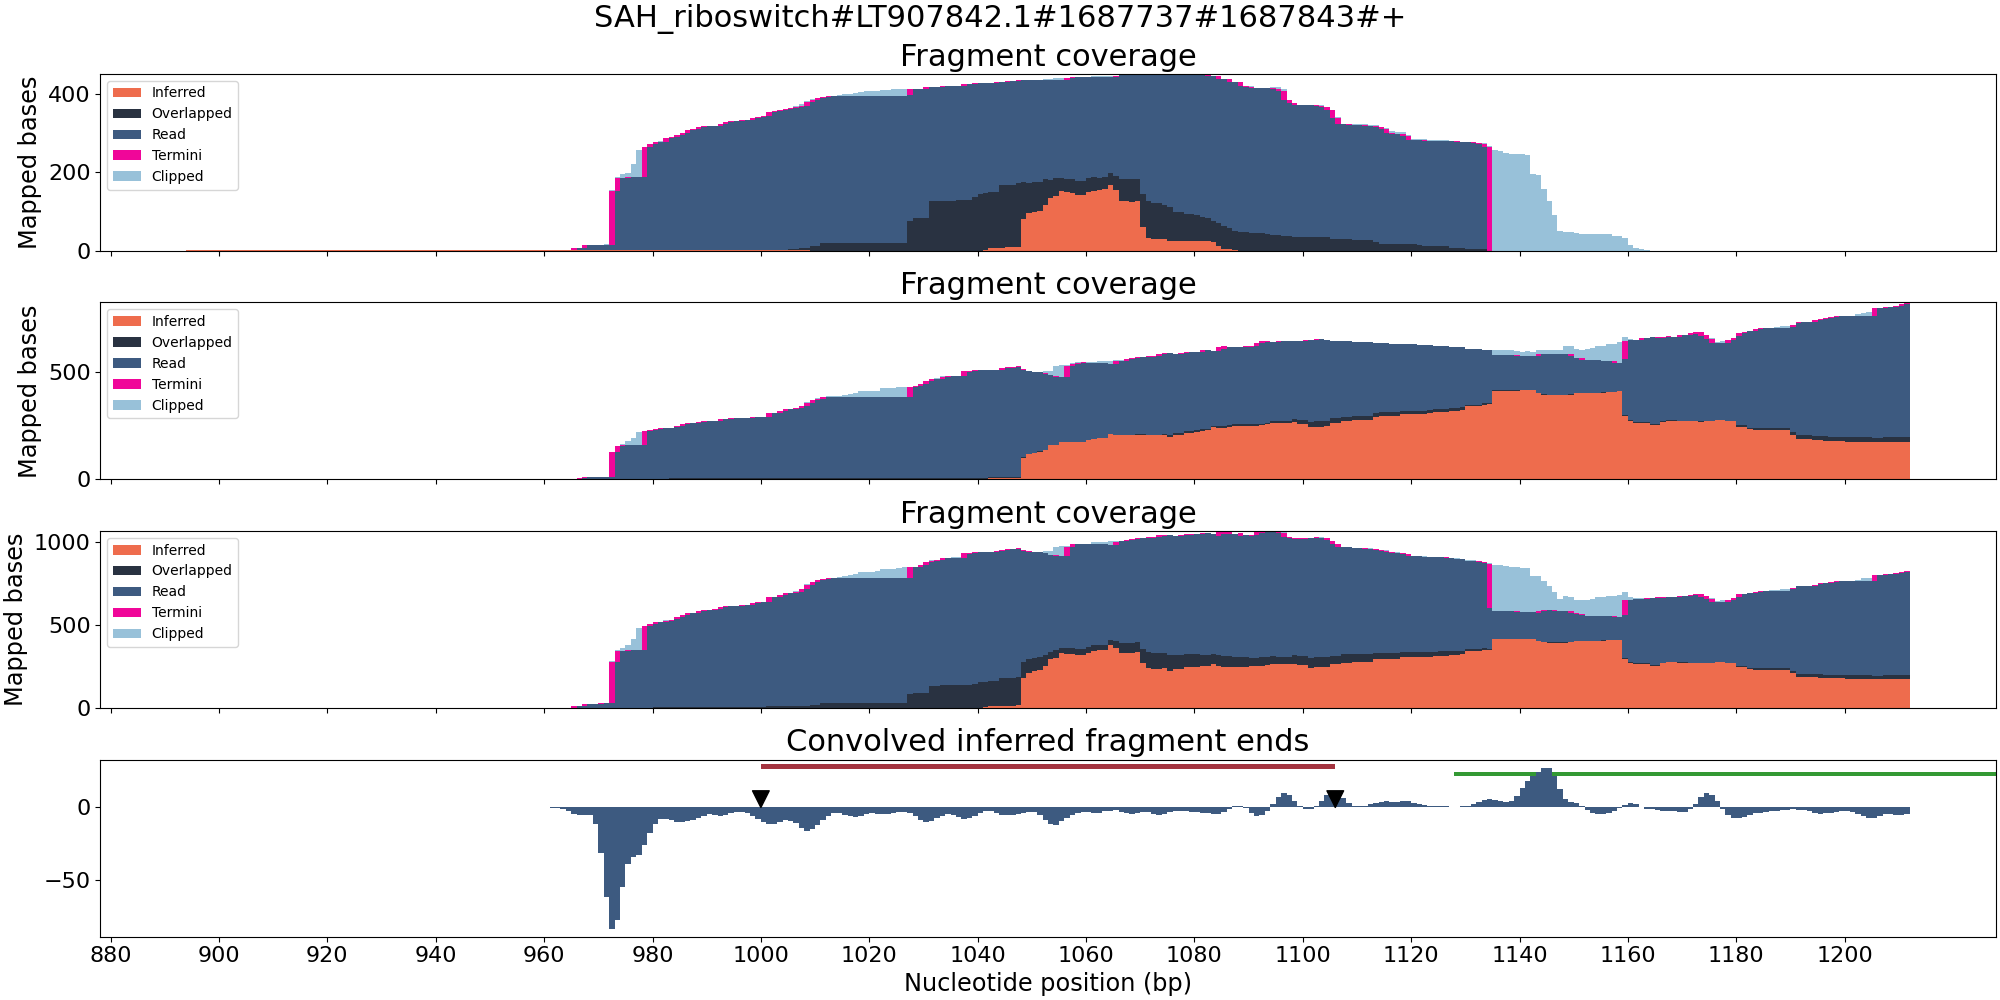 SAH_riboswitch#LT907842.1#1687737#1687843#+
Fragment coverage
Mapped bases
400
200
0
Inferred
Overlapped
Read
Termini
Clipped
Fragment coverage
Mapped bases
500
0
Inferred
Overlapped
Read
Termini
Clipped
Fragment coverage
Mapped bases
1000
500
0
Inferred
Overlapped
Read
Termini
Clipped
Convolved inferred fragment ends
0
−50
880 900 920 940 960 980 1000 1020 1040 1060 1080 1100 1120 1140 1160 1180 1200
Nucleotide position (bp)